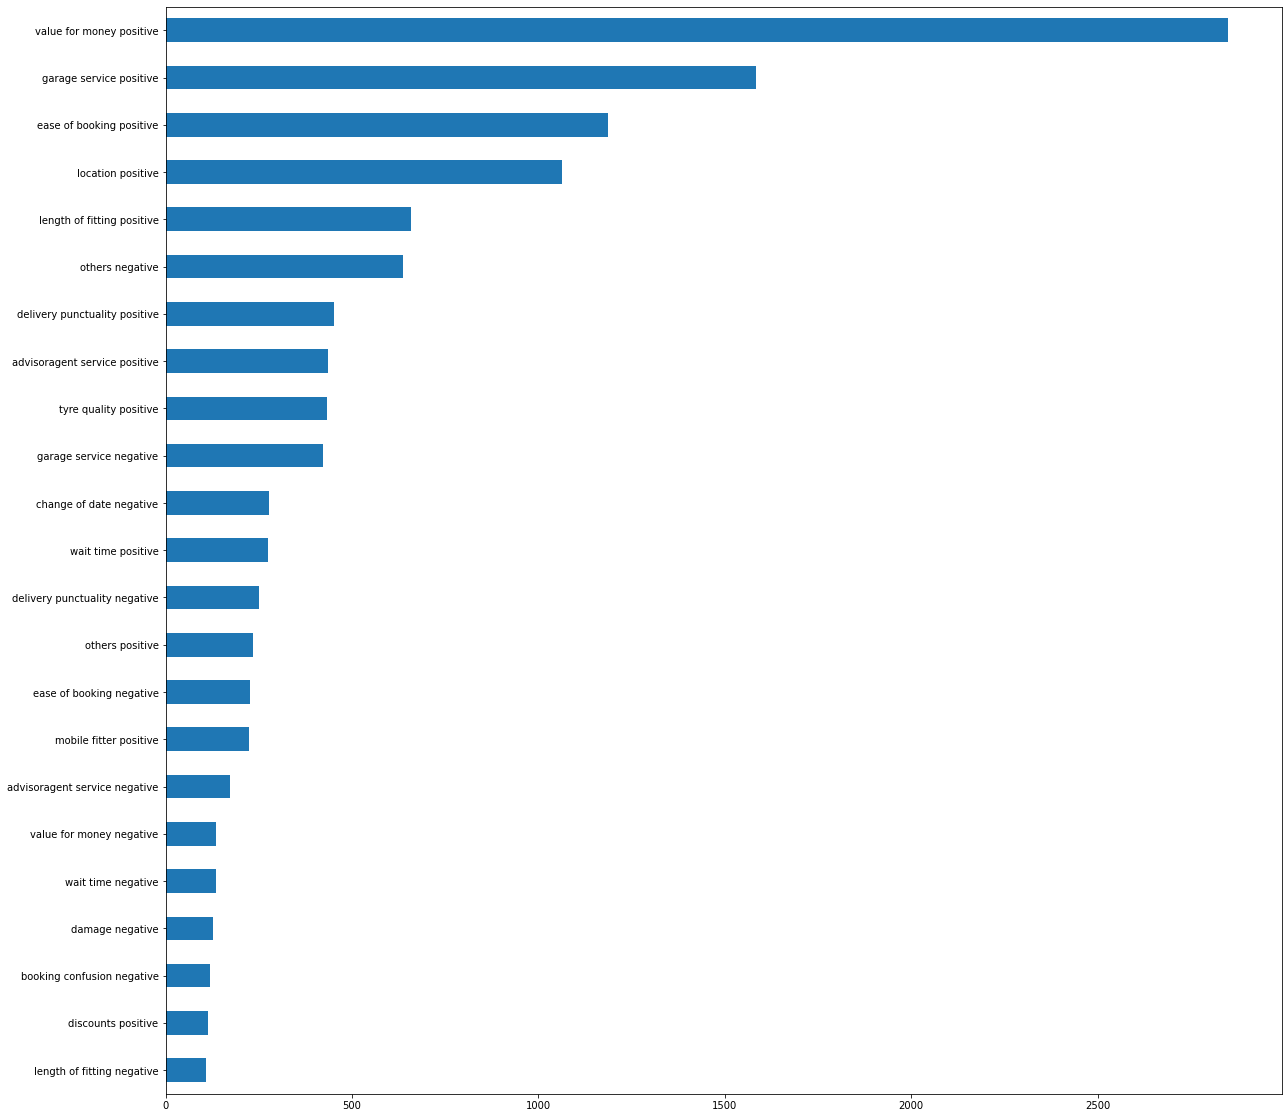 value for money positive
garage service positive
ease of booking positive
location positive
length of fitting positive
others negative
delivery punctuality positive
advisoragent service positive
tyre quality positive
garage service negative
change of date negative
wait time positive
delivery punctuality negative
others positive
ease of booking negative
mobile fitter positive
advisoragent service negative
value for money negative
wait time negative
damage negative
booking confusion negative
discounts positive
length of fitting negative
0 500 1000 1500 2000 2500